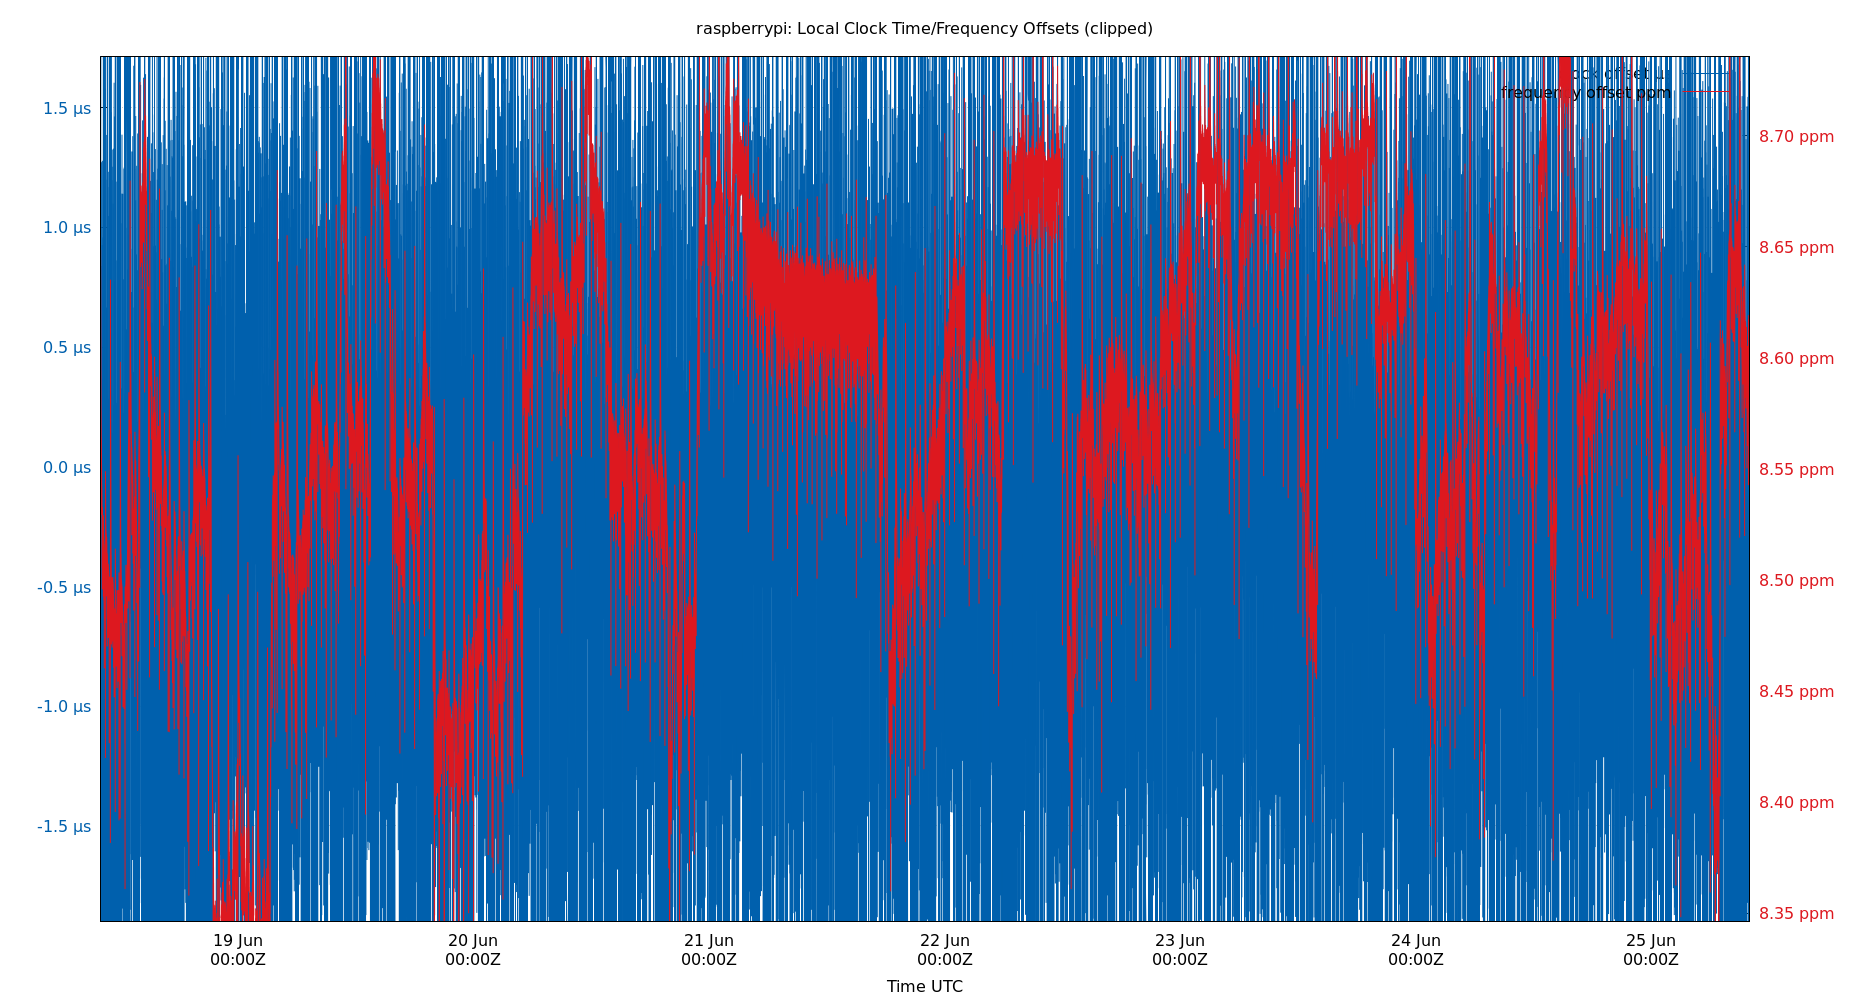 raspberrypi: Local Clock Time/Frequency Offsets (clipped)
offset
frequency offset ppm
1.5 µs
1.0 µs
0.5 µs
0.0 µs
-0.5 µs
-1.0 µs
-1.5 µs
8.70 ppm
8.65 ppm
8.60 ppm
8.55 ppm
8.50 ppm
8.45 ppm
8.40 ppm
8.35 ppm
19 Jun 20 Jun 21 Jun 22 Jun 23 Jun 24 Jun 25 Jun
00:00Z 00:00Z 00:00Z 00:00Z 00:00Z 00:00Z 00:00Z
Time UTC